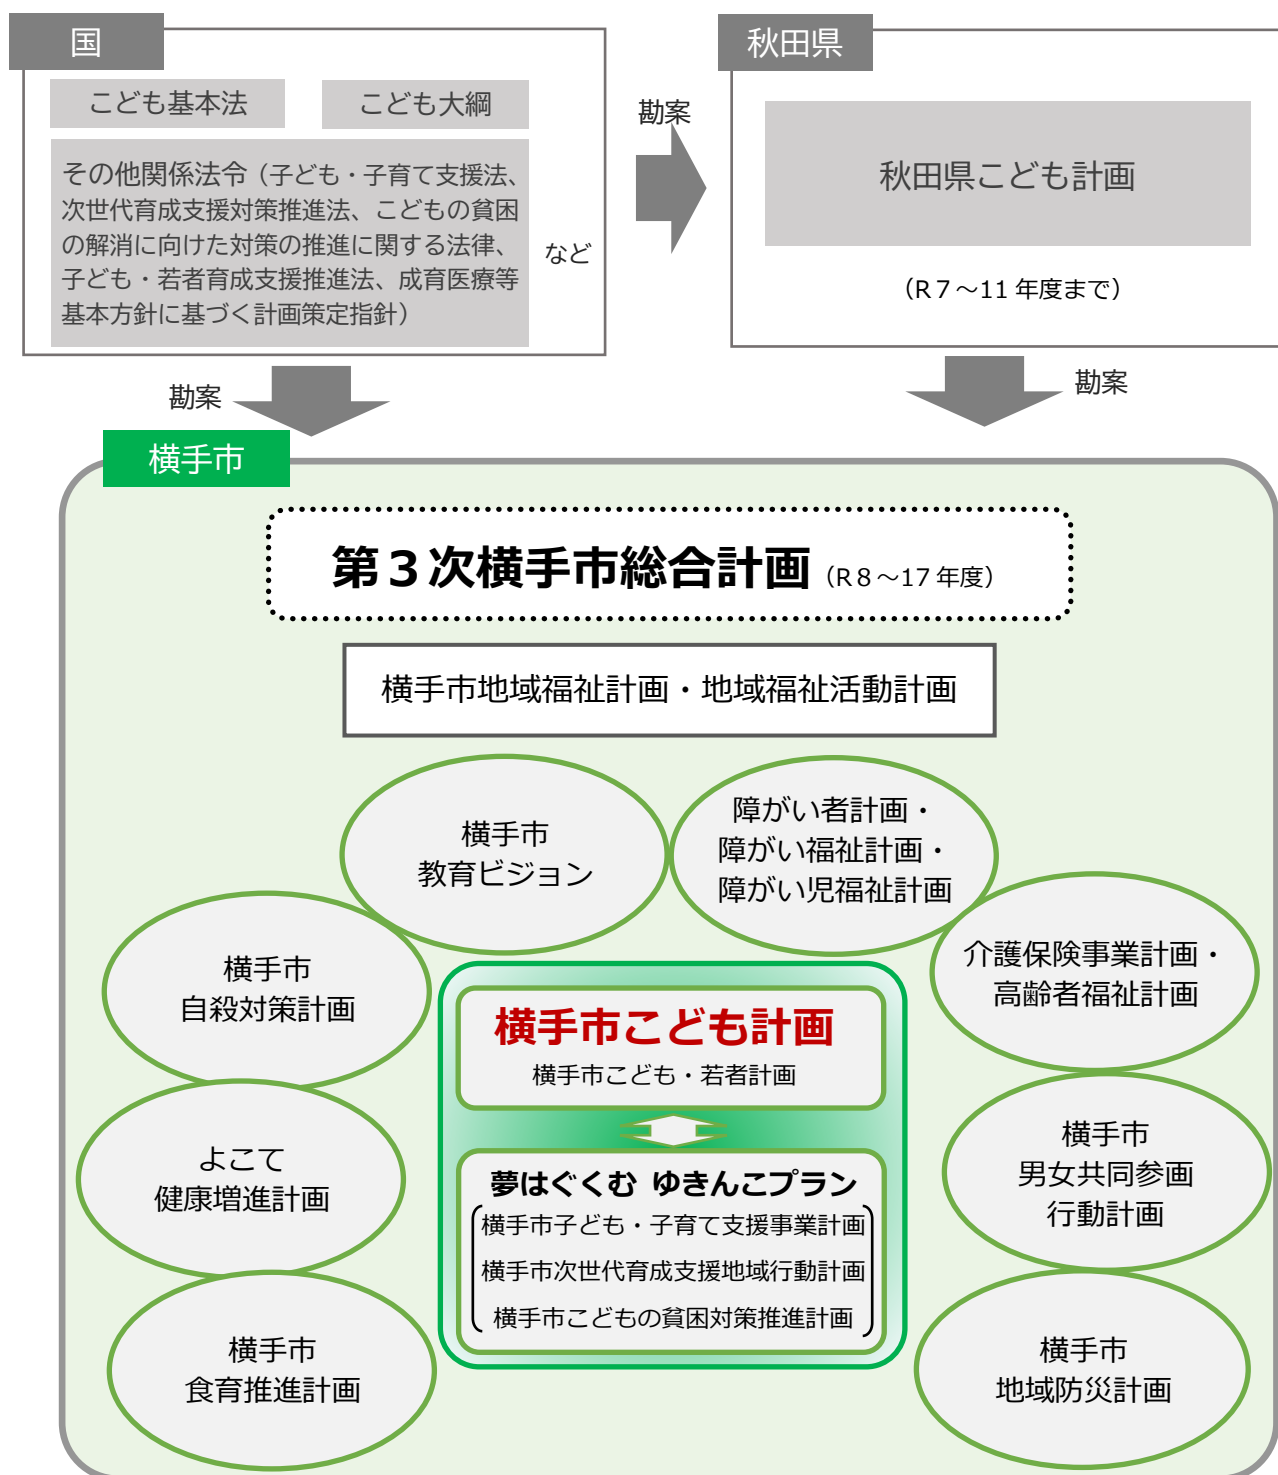 国
こども基本法
こども大綱
その他関係法令（子ども・子育て支援法、
次世代育成支援対策推進法、こどもの貧困
の解消に向けた対策の推進に関する法律、
子ども・若者育成支援推進法、成育医療等
基本方針に基づく計画策定指針）
など
勘案
秋田県
秋田県こども計画
（R７～11 年度まで）
勘案
勘案
横手市
第３次横手市総合計画（R８～17 年度）
横手市地域福祉計画・地域福祉活動計画
横手市
教育ビジョン
障がい者計画・
障がい福祉計画・
障がい児福祉計画
横手市
自殺対策計画
介護保険事業計画・
高齢者福祉計画
横手市こども計画
横手市こども・若者計画
よこて
健康増進計画
横手市
男女共同参画
行動計画
夢はぐくむ ゆきんこプラン
横手市子ども・子育て支援事業計画
横手市次世代育成支援地域行動計画
横手市こどもの貧困対策推進計画
横手市
食育推進計画
横手市
地域防災計画